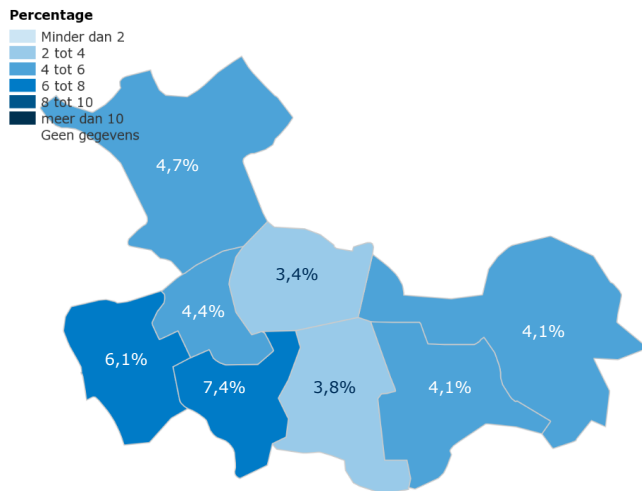 Percentage
Minder dan 2
2 tot 4
4 tot 6
6 tot 8
8 tot 10
meer dan 10
Geen gegevens
4,7%
3,4%
4,4%
4,1%
6,1%
7,4%
3,8%
4,1%